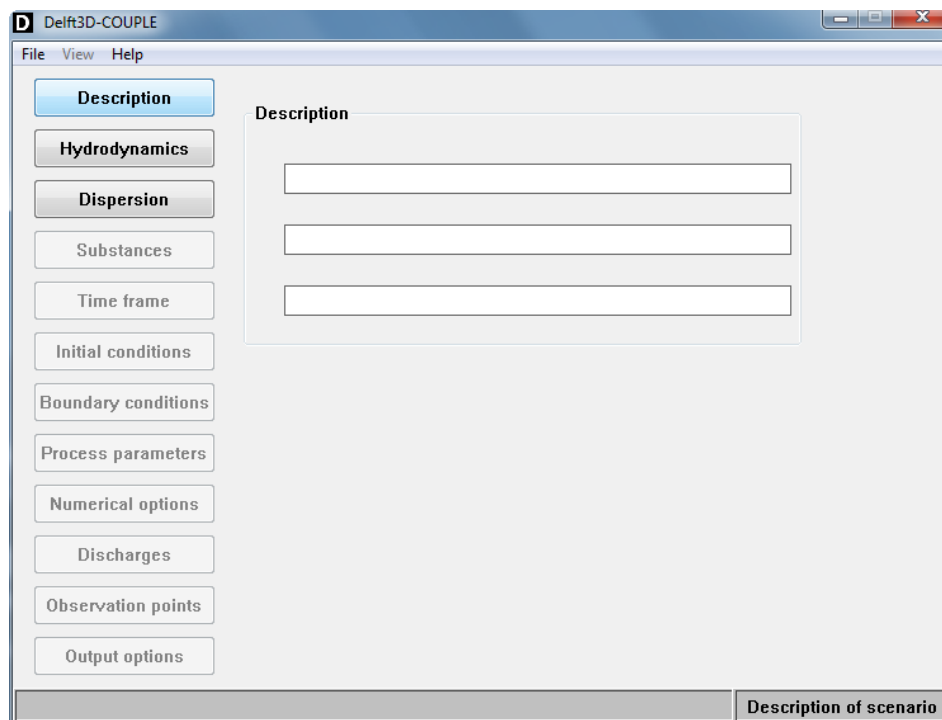 D Delft3D-COUPLE
File View Help
Description
Hydrodynamics
Dispersion
Substances
Time frame
Initial conditions
Boundary conditions
Process parameters
Numerical options
Discharges
Observation points
Output options
Description
Description of scenario